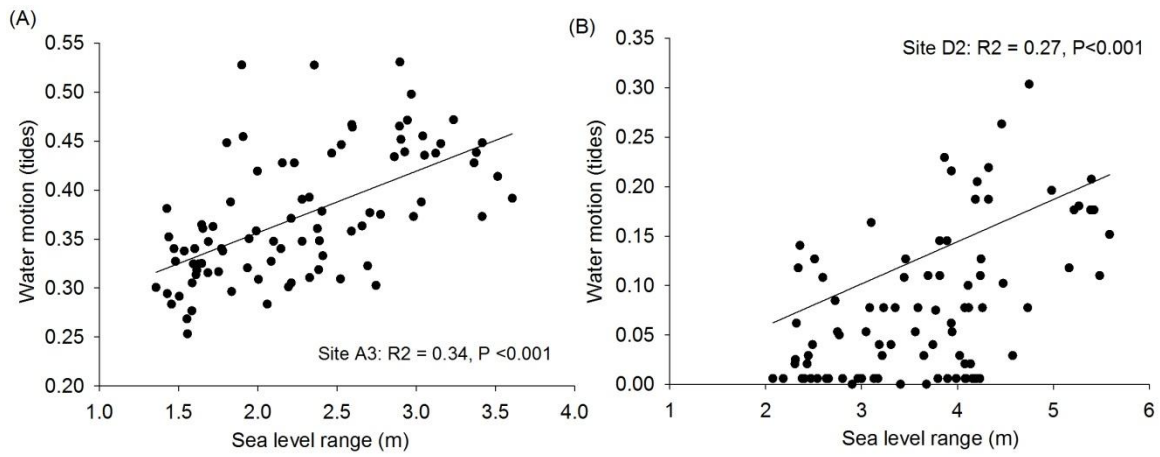 (A)
0.55
0.50
0.45
0.40
0.35
0.30
0.25
0.20
Water motion (tides)
Site A3: R2 = 0.34, P <0.001
1.0 1.5 2.0 2.5 3.0 3.5 4.0
Sea level range (m)
(B)
0.35
0.30
0.25
0.20
0.15
0.10
0.05
0.00
Water motion (tides)
Site D2: R2 = 0.27, P<0.001
1 2 3 4 5 6
Sea level range (m)